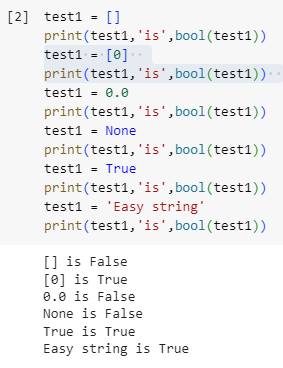 [2] test1 = []
print(test1,'is',bool(test1))
test1 = [0]
print(test1,'is',bool(test1))
test1 = 0.0
print(test1,'is',bool(test1))
test1 = None
print(test1,'is',bool(test1))
test1 = True
print(test1,'is',bool(test1))
test1 = 'Easy string'
print(test1,'is',bool(test1))
[] is False
[0] is True
0.0 is False
None is False
True is True
Easy string is True